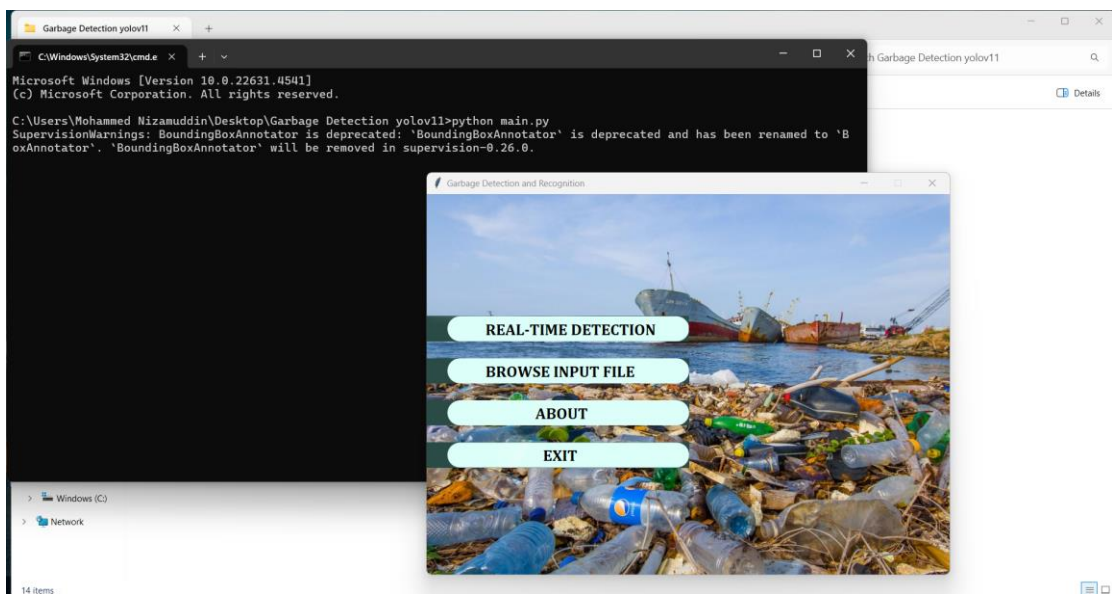 Garbage Detection yolov11
C:\Windows\System32\cmd.e
h Garbage Detection yolov11
Details
Microsoft Windows [Version 10.0.22631.4541]
(c) Microsoft Corporation. All rights reserved.
C:\Users\Mohammed Nizamuddin\Desktop\Garbage Detection yolov11>python main.py
SupervisionWarnings: BoundingBoxAnnotator is deprecated: `BoundingBoxAnnotator` is deprecated and has been renamed to `B
oxAnnotator`. `BoundingBoxAnnotator` will be removed in supervision-0.26.0.
Garbage Detection and Recognition
REAL-TIME DETECTION
BROWSE INPUT FILE
ABOUT
EXIT
Windows (C:)
Network
14 items